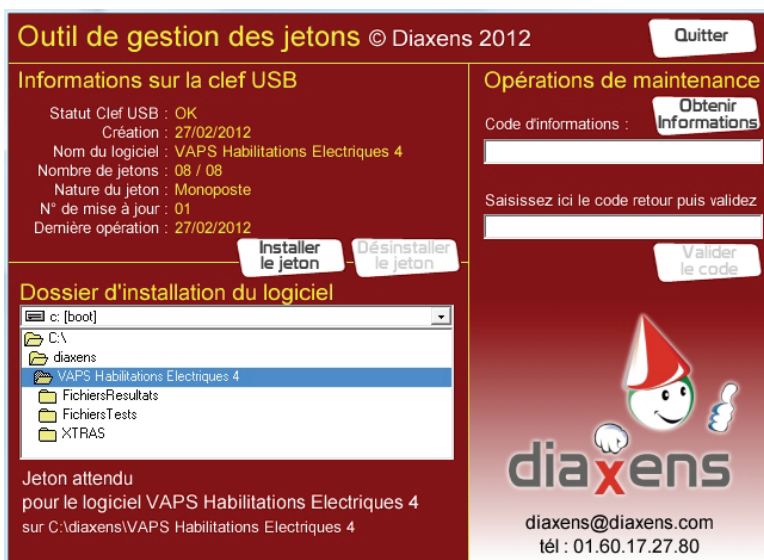 Outil de gestion des jetons © Diaxens 2012
Quitter
Informations sur la clef USB
Statut Clef USB : OK
Création : 27/02/2012
Nom du logiciel : VAPS Habilitations Electriques 4
Nombre de jetons : 08 / 08
Nature du jeton : Monoposte
N° de mise à jour : 01
Dernière opération : 27/02/2012
Installer
le jeton
Désinstaller
le jeton
Dossier d'installation du logiciel
c: [boot]
C:\
diaxens
VAPS Habilitations Electriques 4
FichiersResultats
FichiersTests
XTRAS
Jeton attendu
pour le logiciel VAPS Habilitations Electriques 4
sur C:\diaxens\VAPS Habilitations Electriques 4
Opérations de maintenance
Code d'informations :
Obtenir
Informations
Saisissez ici le code retour puis validez
Valider
le code
diaxens
diaxens@diaxens.com
tél : 01.60.17.27.80